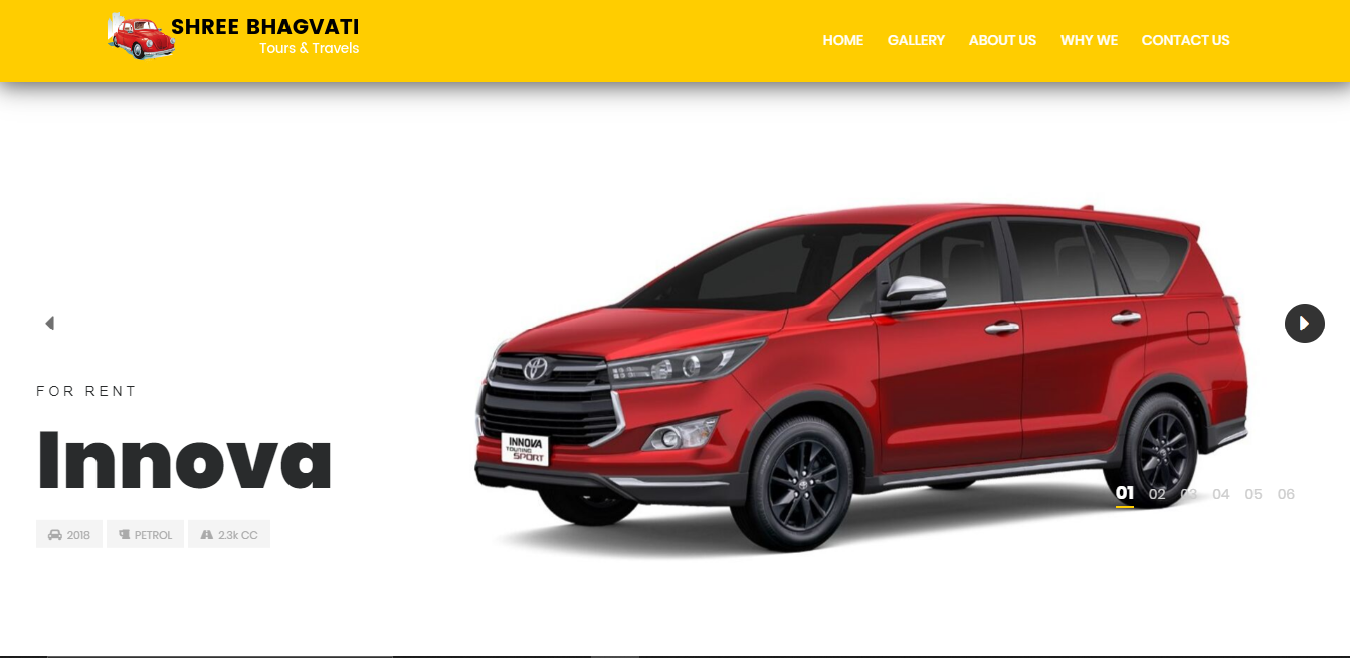 SHREE BHAGVATI
Tours & Travels
HOME GALLERY ABOUT US WHY WE CONTACT US
FOR RENT
Innova
2018 PETROL 2.3k CC
INNOVA
TOURING
SPORT
01 02 03 04 05 06